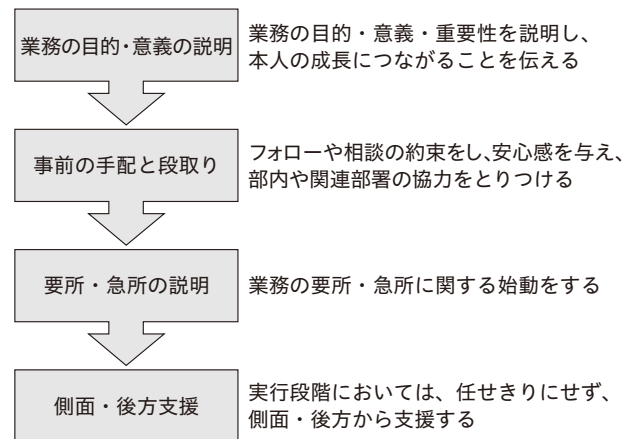 業務の目的・意義の説明
業務の目的・意義・重要性を説明し、
本人の成長につながることを伝える
事前の手配と段取り
フォローや相談の約束をし、安心感を与え、
部内や関連部署の協力をとりつける
要所・急所の説明
業務の要所・急所に関する始動をする
側面・後方支援
実行段階においては、任せきりにせず、
側面・後方から支援する